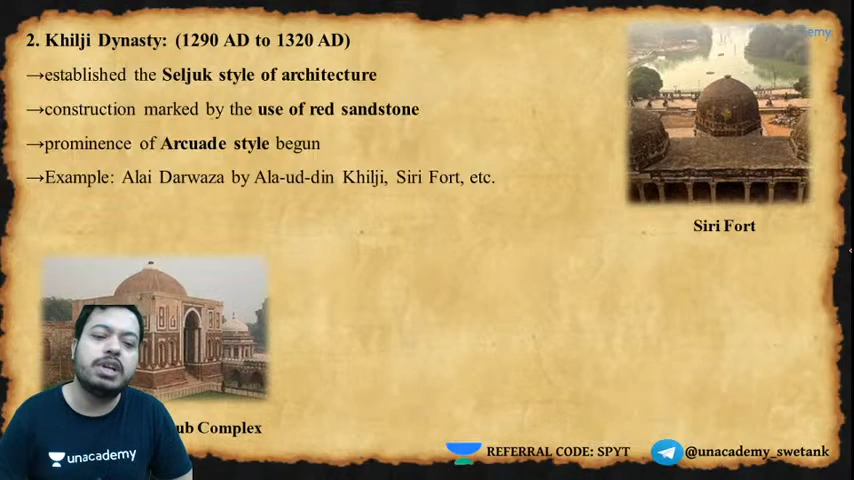 2. Khilji Dynasty: (1290 AD to 1320 AD)
→established the Seljuk style of architecture
→construction marked by the use of red sandstone
→prominence of Arcuade style begun
→Example: Alai Darwaza by Ala-ud-din Khilji, Siri Fort, etc.
Siri Fort
Complex
unacademy
REFERRAL CODE: SPYT
@unacademy_swetank